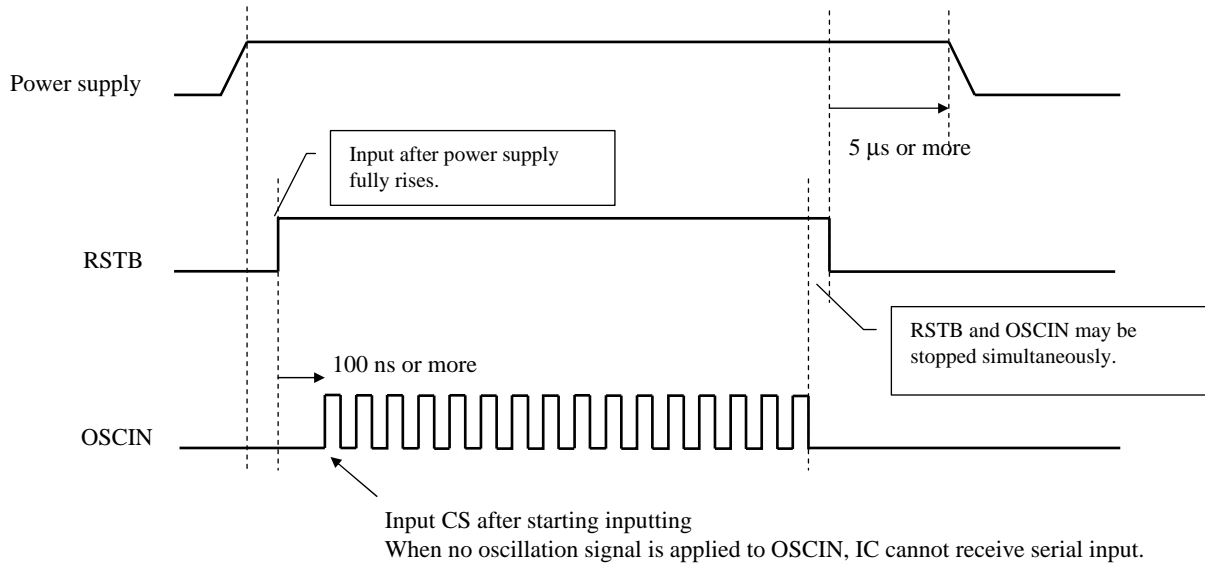 Power supply
5 μs or more
Input after power supply
fully rises.
RSTB
RSTB and OSCIN may be
stopped simultaneously.
100 ns or more
OSCIN
Input CS after starting inputting
When no oscillation signal is applied to OSCIN, IC cannot receive serial input.